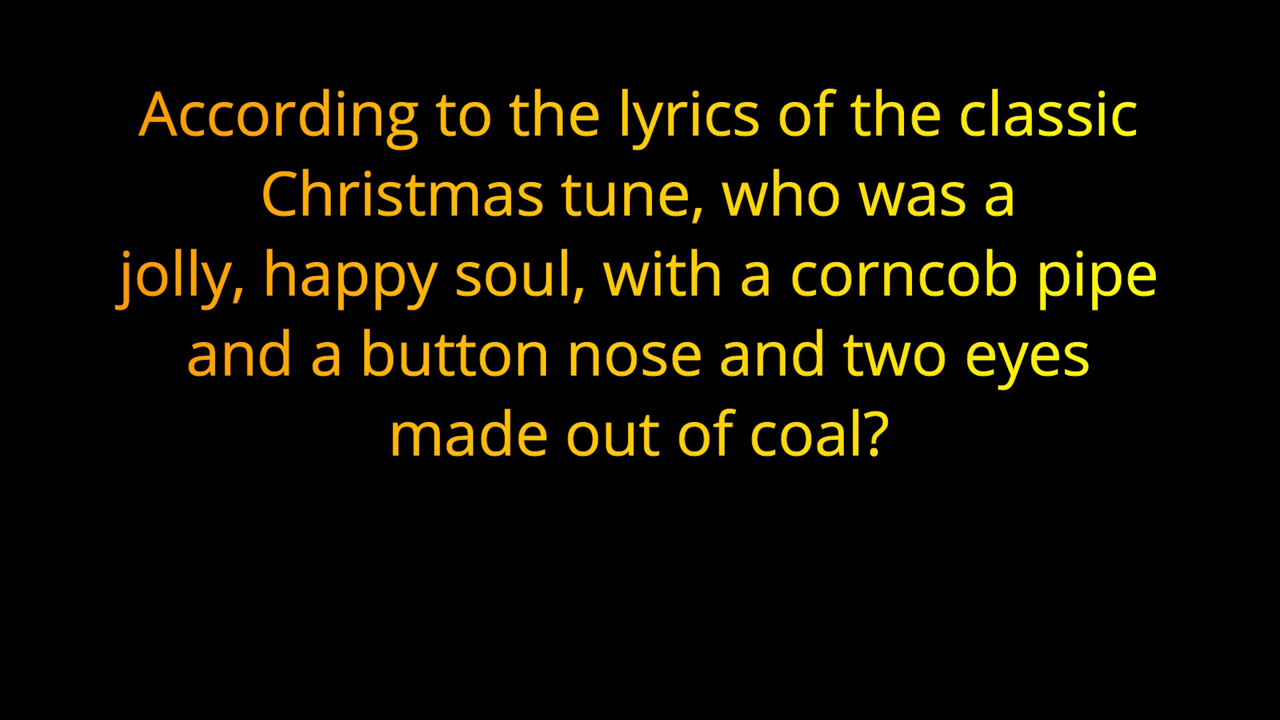 According to the lyrics of the classic
Christmas tune, who was a
jolly, happy soul, with a corncob pipe
and a button nose and two eyes
made out of coal?